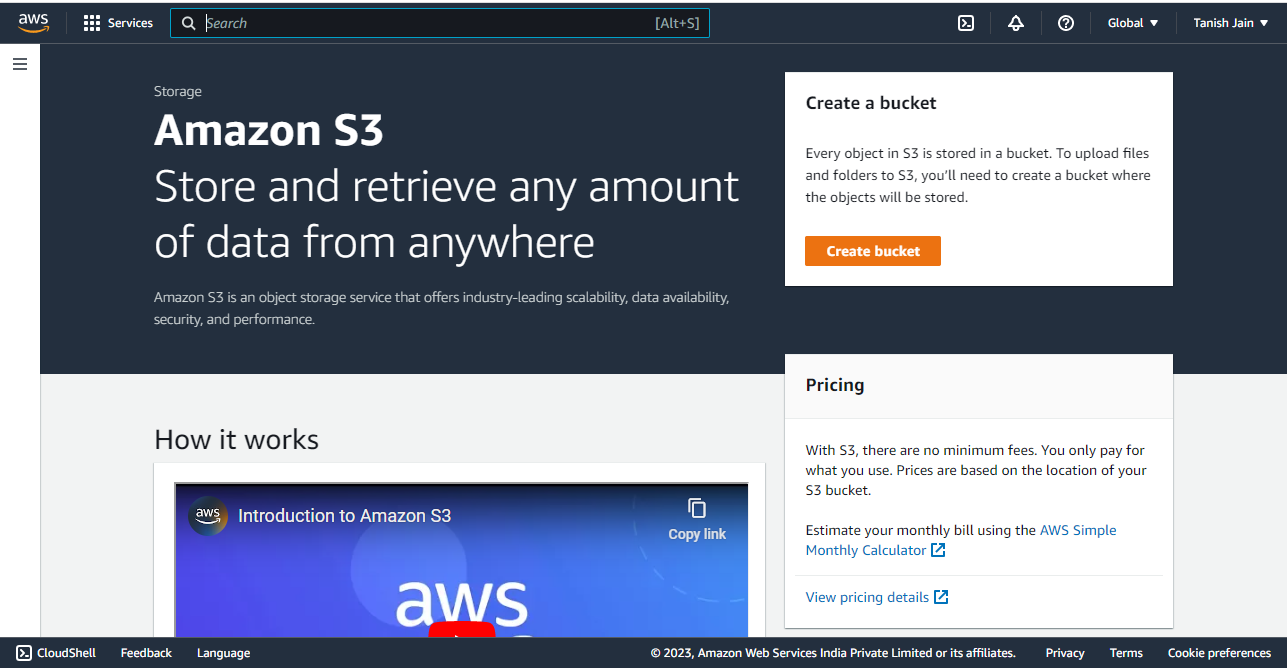 aws Services Search [Alt+S] Global Tanish Jain
Storage
Amazon S3
Store and retrieve any amount
of data from anywhere
Amazon S3 is an object storage service that offers industry-leading scalability, data availability,
security, and performance.
Create a bucket
Every object in S3 is stored in a bucket. To upload files
and folders to S3, you'll need to create a bucket where
the objects will be stored.
Create bucket
Pricing
With S3, there are no minimum fees. You only pay for
what you use. Prices are based on the location of your
S3 bucket.
Estimate your monthly bill using the AWS Simple
Monthly Calculator
View pricing details
How it works
aws Introduction to Amazon S3
Copy link
aws
CloudShell Feedback Language © 2023, Amazon Web Services India Private Limited or its affiliates. Privacy Terms Cookie preferences